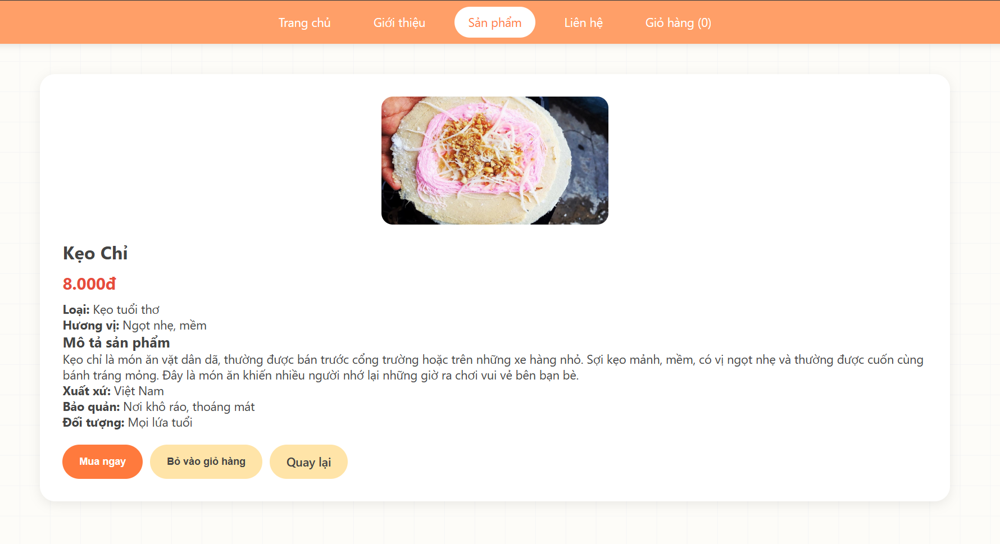 Trang chủ
Giới thiệu
Sản phẩm
Liên hệ
Giỏ hàng (0)
Kẹo Chỉ
8.000đ
Loại: Kẹo tuổi thơ
Hương vị: Ngọt nhẹ, mềm
Mô tả sản phẩm
Kẹo chỉ là món ăn vặt dân dã, thường được bán trước cổng trường hoặc trên những xe hàng nhỏ. Sợi kẹo mảnh, mềm, có vị ngọt nhẹ và thường được cuốn cùng
bánh tráng mỏng. Đây là món ăn khiến nhiều người nhớ lại những giờ ra chơi vui vẻ bên bạn bè.
Xuất xứ: Việt Nam
Bảo quản: Nơi khô ráo, thoáng mát
Đối tượng: Mọi lứa tuổi
Mua ngay
Bỏ vào giỏ hàng
Quay lại